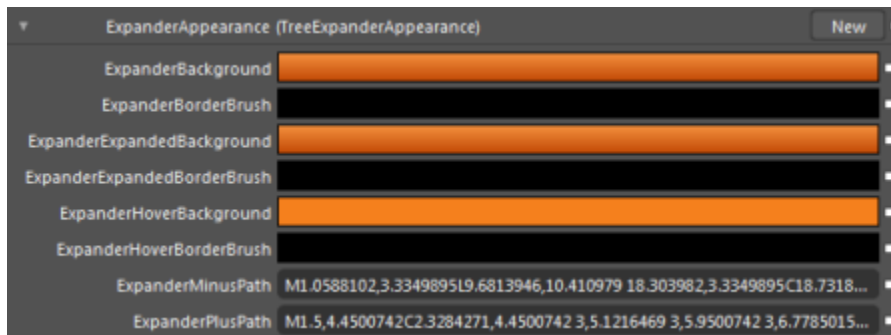 ExpanderAppearance (TreeExpanderAppearance) New
ExpanderBackground
ExpanderBorderBrush
ExpanderExpandedBackground
ExpanderExpandedBorderBrush
ExpanderHoverBackground
ExpanderHoverBorderBrush
ExpanderMinusPath M1.0588102,3.3349895L9.6813946,10.410979 18.303982,3.3349895C18.7318...
ExpanderPlusPath M1.5,4.4500742C2.3284271,4.4500742 3,5.1216469 3,5.9500742 3,6.7785015...